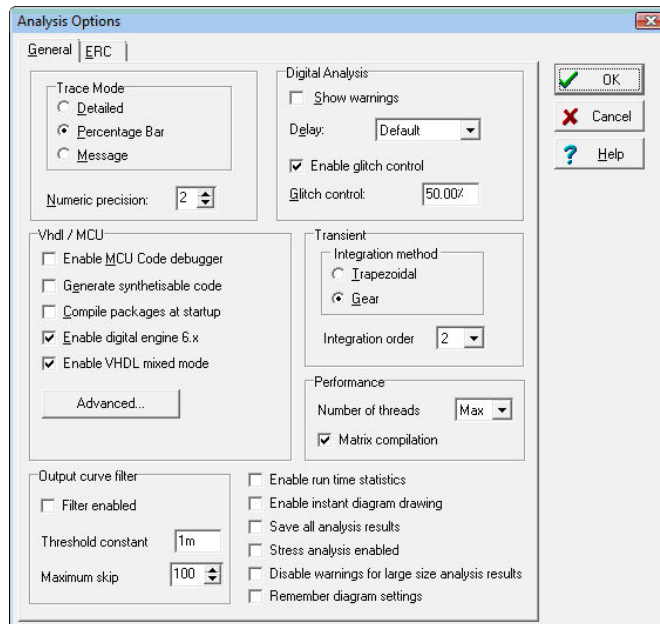 Analysis Options
General
ERC
Trace Mode
Detailed
Percentage Bar
Message
Numeric precision:
2
Digital Analysis
Show warnings
Delay:
Default
Enable glitch control
Glitch control:
50.00%
OK
Cancel
Help
Vhdl / MCU
Enable MCU Code debugger
Generate synthetisable code
Compile packages at startup
Enable digital engine 6.x
Enable VHDL mixed mode
Advanced...
Transient
Integration method
Trapezoidal
Gear
Integration order
2
Performance
Number of threads
Max
Matrix compilation
Output curve filter
Filter enabled
Threshold constant
1m
Maximum skip
100
Enable run time statistics
Enable instant diagram drawing
Save all analysis results
Stress analysis enabled
Disable warnings for large size analysis results
Remember diagram settings